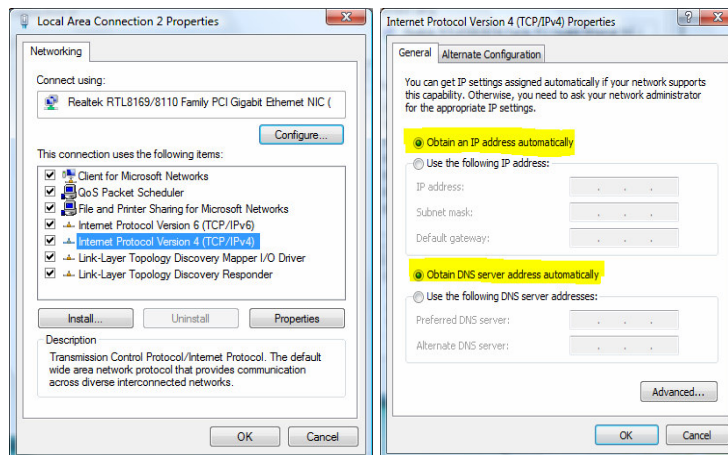 Local Area Connection 2 Properties
Networking
Connect using:
Realtek RTL8169/8110 Family PCI Gigabit Ethernet NIC (
Configure...
This connection uses the following items:
Client for Microsoft Networks
QoS Packet Scheduler
File and Printer Sharing for Microsoft Networks
Internet Protocol Version 6 (TCP/IPv6)
Internet Protocol Version 4 (TCP/IPv4)
Link-Layer Topology Discovery Mapper I/O Driver
Link-Layer Topology Discovery Responder
Install...
Uninstall
Properties
Description
Transmission Control Protocol/Internet Protocol. The default
wide area network protocol that provides communication
across diverse interconnected networks.
OK
Cancel
Internet Protocol Version 4 (TCP/IPv4) Properties
General
Alternate Configuration
You can get IP settings assigned automatically if your network supports
this capability. Otherwise, you need to ask your network administrator
for the appropriate IP settings.
Obtain an IP address automatically
Use the following IP address:
IP address:
Subnet mask:
Default gateway:
Obtain DNS server address automatically
Use the following DNS server addresses:
Preferred DNS server:
Alternate DNS server:
Advanced...
OK
Cancel